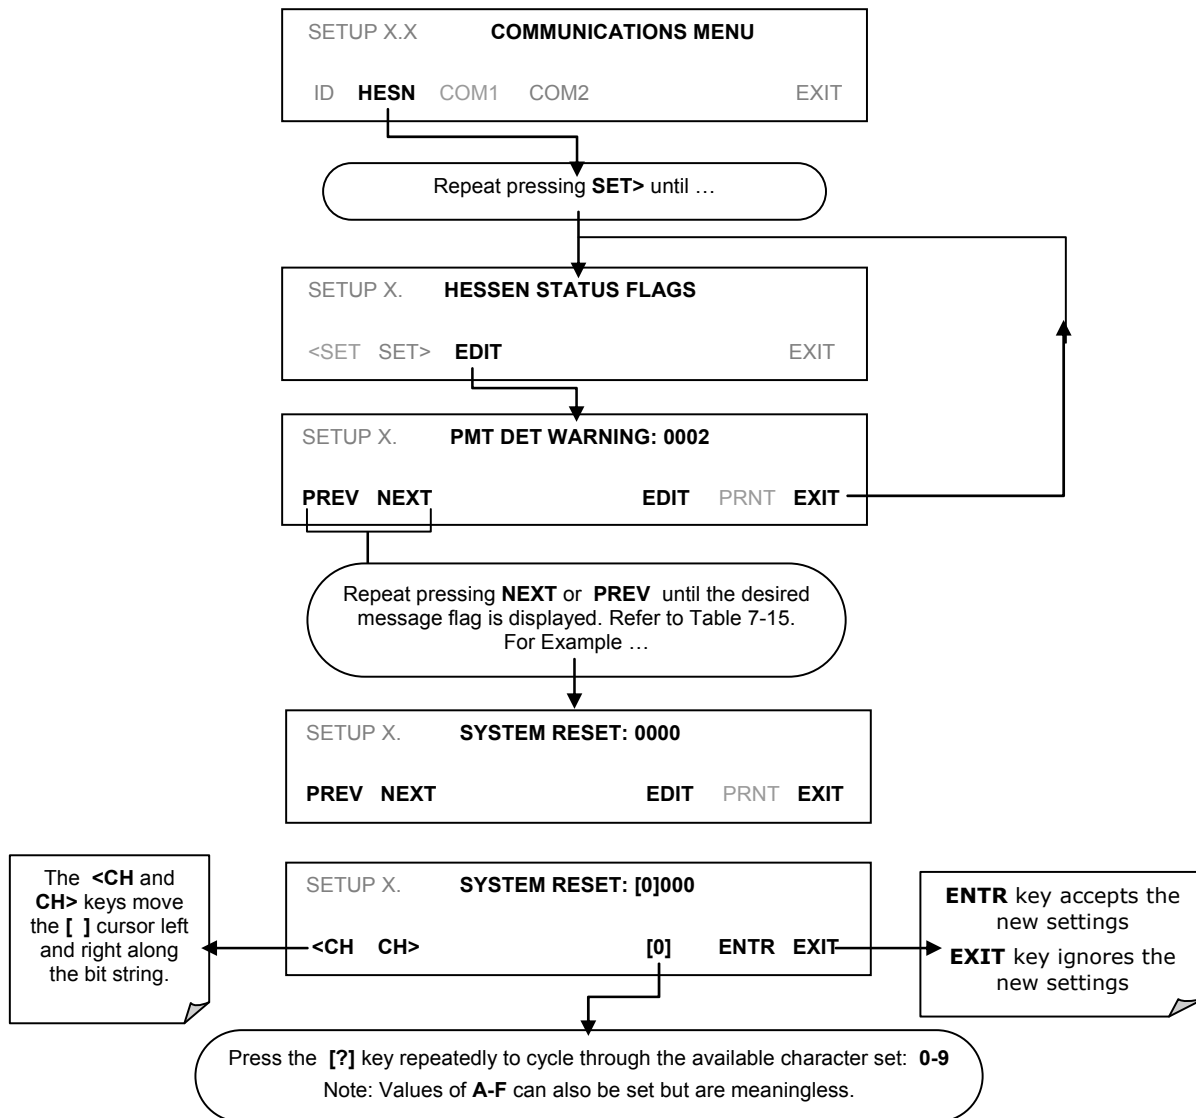 SETUP X.X COMMUNICATIONS MENU
ID HESN COM1 COM2 EXIT
Repeat pressing SET> until …
SETUP X. HESSEN STATUS FLAGS
<SET SET> EDIT EXIT
SETUP X. PMT DET WARNING: 0002
PREV NEXT EDIT PRNT EXIT
Repeat pressing NEXT or PREV until the desired
message flag is displayed. Refer to Table 7-15.
For Example …
SETUP X. SYSTEM RESET: 0000
PREV NEXT EDIT PRNT EXIT
The <CH and
CH> keys move
the [ ] cursor left
and right along
the bit string.
SETUP X. SYSTEM RESET: [0]000
<CH CH> [0] ENTR EXIT
ENTR key accepts the
new settings
EXIT key ignores the
new settings
Press the [?] key repeatedly to cycle through the available character set: 0-9
Note: Values of A-F can also be set but are meaningless.